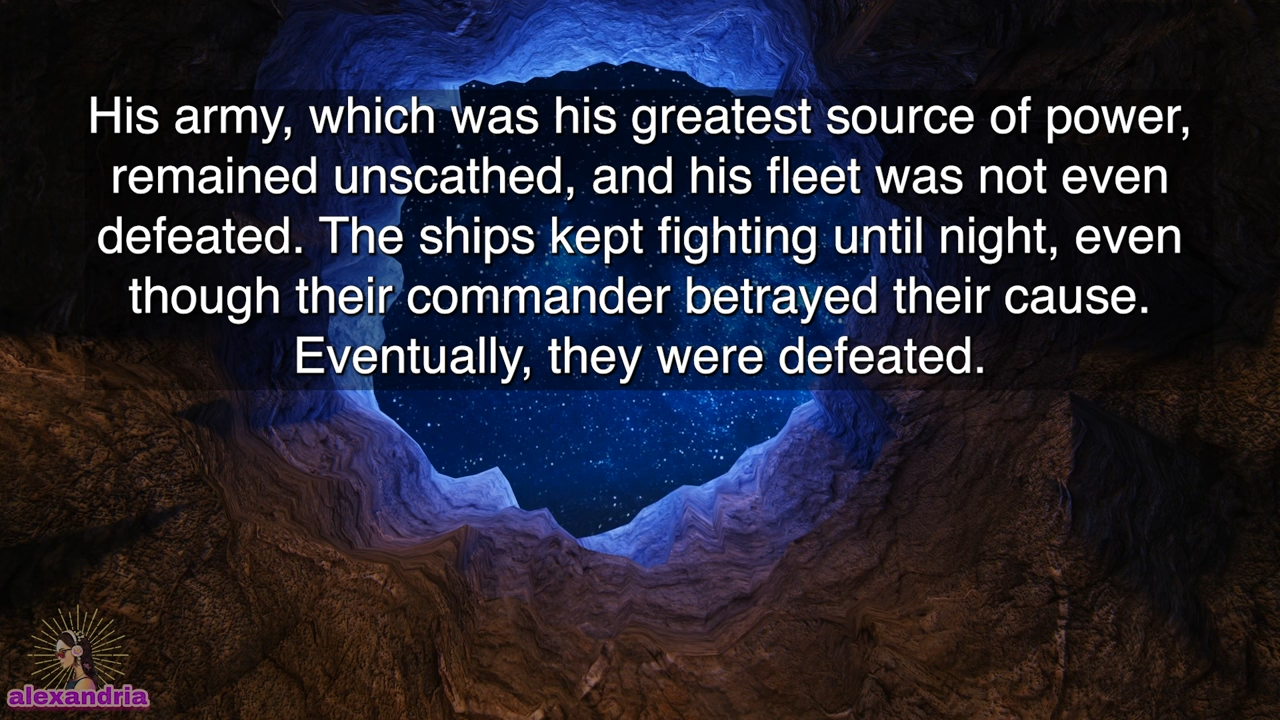 His army, which was his greatest source of power,
remained unscathed, and his fleet was not even
defeated. The ships kept fighting until night, even
though their commander betrayed their cause.
Eventually, they were defeated.
alexandria